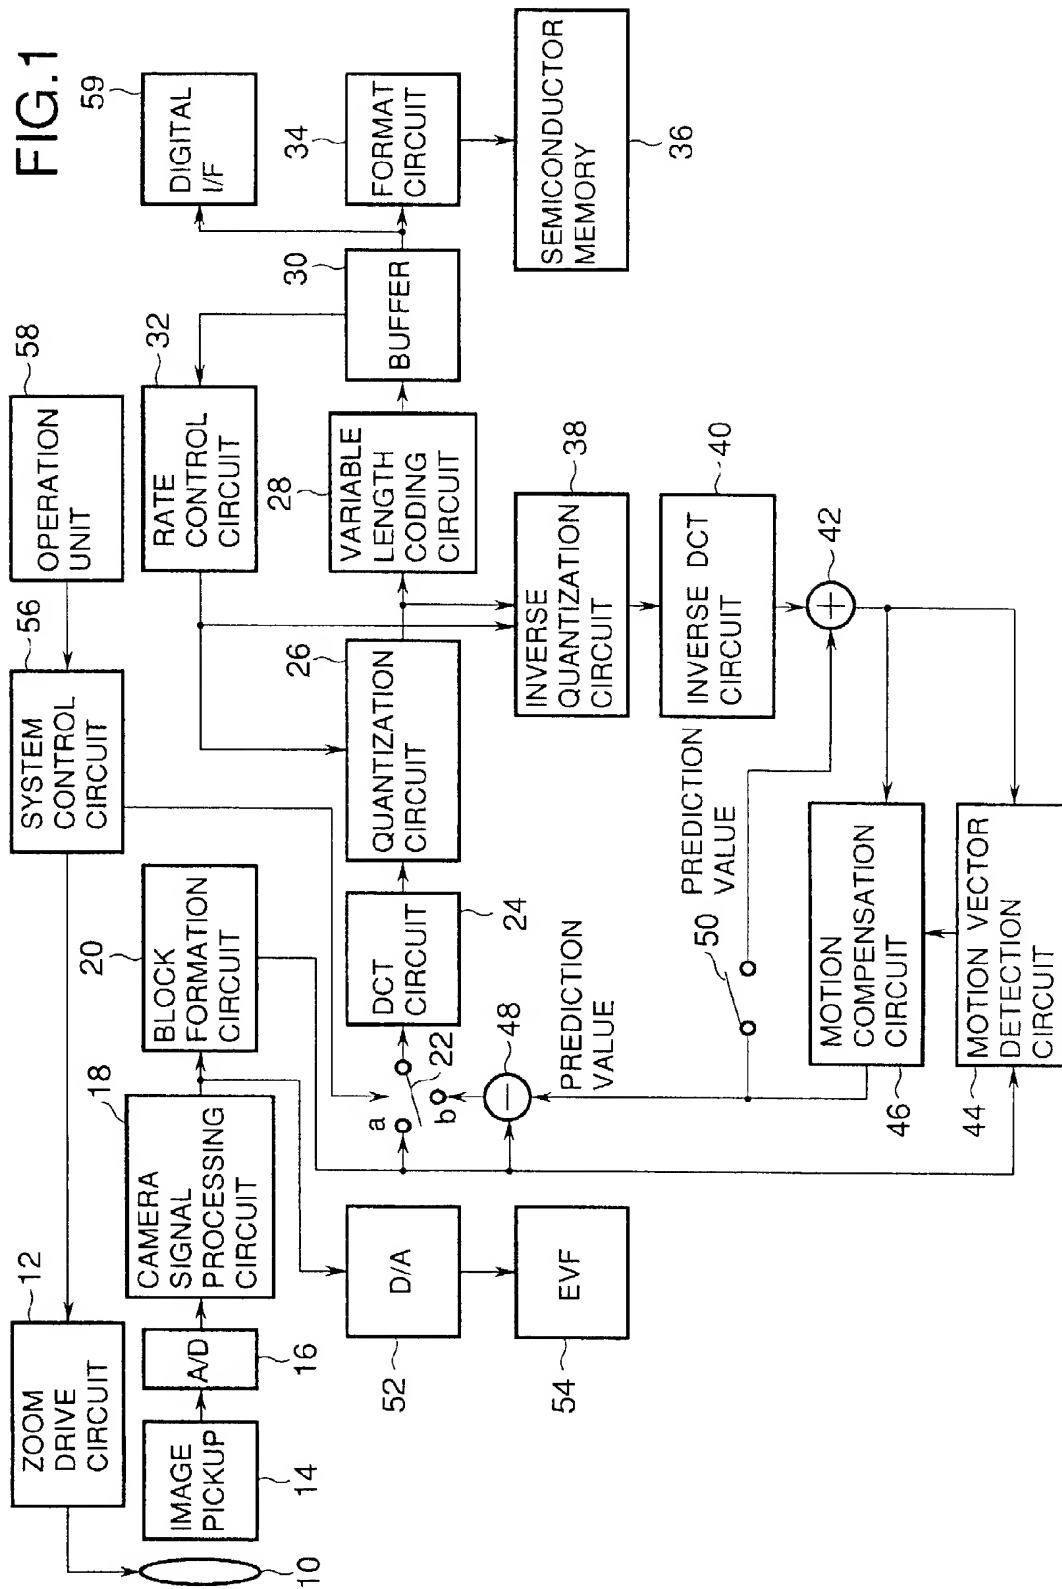 FIG.1
59
DIGITAL
I/F
34
FORMAT
CIRCUIT
SEMICONDUCTOR
MEMORY
36
30
BUFFER
58
OPERATION
UNIT
32
RATE
CONTROL
CIRCUIT
28
VARIABLE
LENGTH
CODING
CIRCUIT
56
SYSTEM
CONTROL
CIRCUIT
26
QUANTIZATION
CIRCUIT
INVERSE
QUANTIZATION
CIRCUIT
38
INVERSE DCT
CIRCUIT
40
42
+
20
BLOCK
FORMATION
CIRCUIT
DCT
CIRCUIT
24
PREDICTION
VALUE
50
MOTION
COMPENSATION
CIRCUIT
46
MOTION VECTOR
DETECTION
CIRCUIT
44
18
CAMERA
SIGNAL
PROCESSING
CIRCUIT
a
b
22
48
−
PREDICTION
VALUE
12
ZOOM
DRIVE
CIRCUIT
A/D
16
D/A
52
EVF
54
IMAGE
PICKUP
14
10